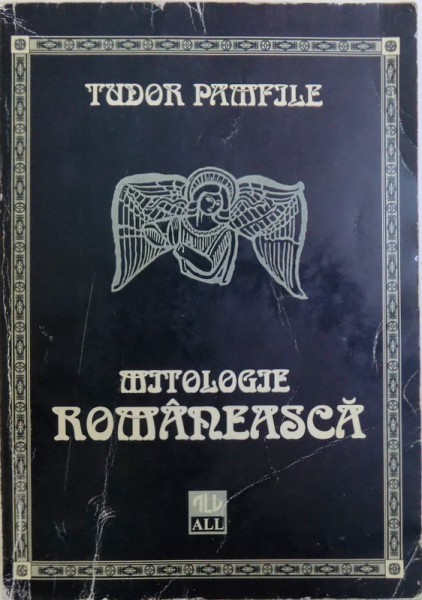 TUDOR PAMFILE
MITOLOGIE
ROMÂNEASCĂ
ALL
ALL